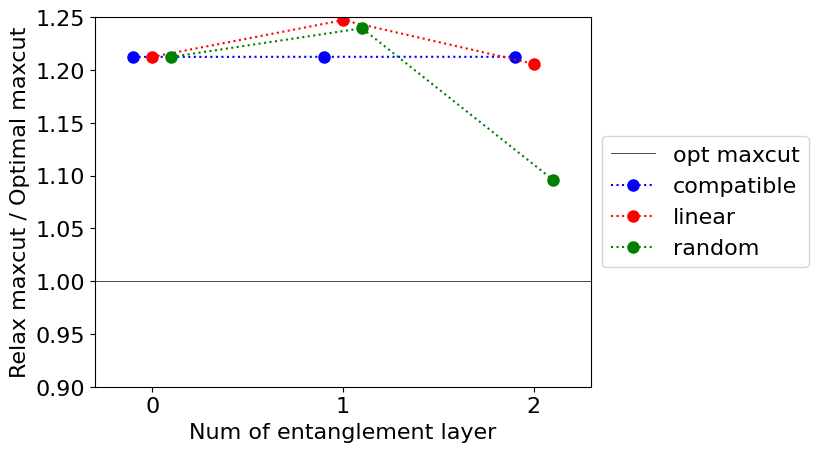 Relax maxcut / Optimal maxcut
1.25
1.20
1.15
1.10
1.05
1.00
0.95
0.90
0
1
2
Num of entanglement layer
opt maxcut
compatible
linear
random